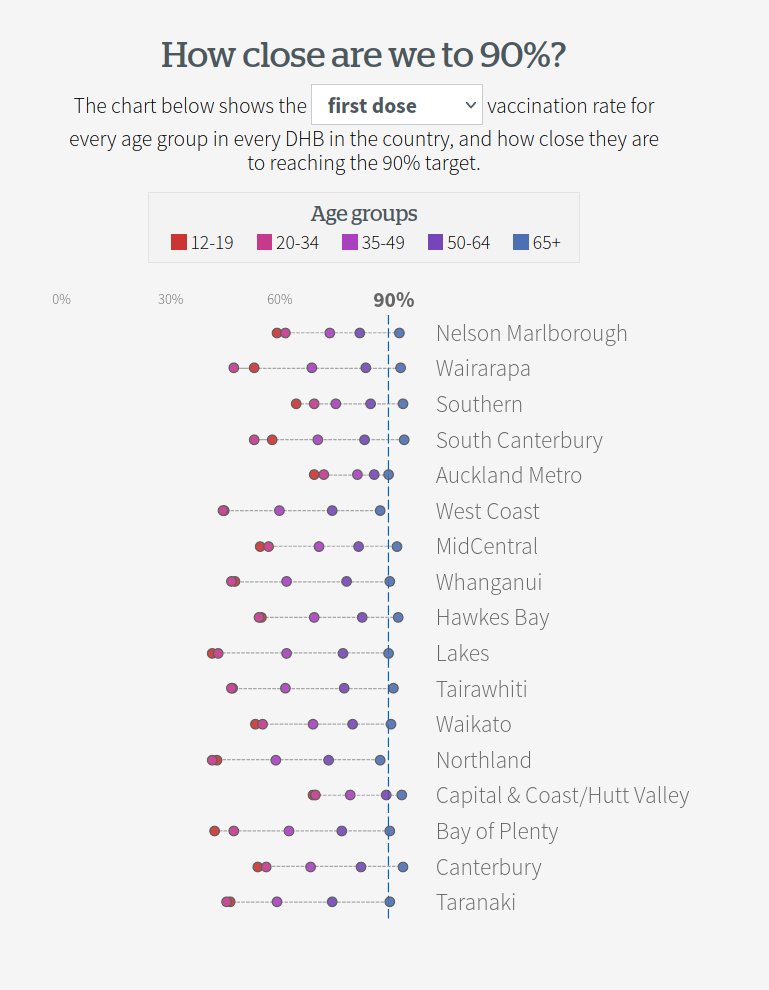 How close are we to 90%?
The chart below shows the first dose vaccination rate for
every age group in every DHB in the country, and how close they are
to reaching the 90% target.
Age groups
12-19 20-34 35-49 50-64 65+
0% 30% 60% 90%
Nelson Marlborough
Wairarapa
Southern
South Canterbury
Auckland Metro
West Coast
MidCentral
Whanganui
Hawkes Bay
Lakes
Tairawhiti
Waikato
Northland
Capital & Coast/Hutt Valley
Bay of Plenty
Canterbury
Taranaki